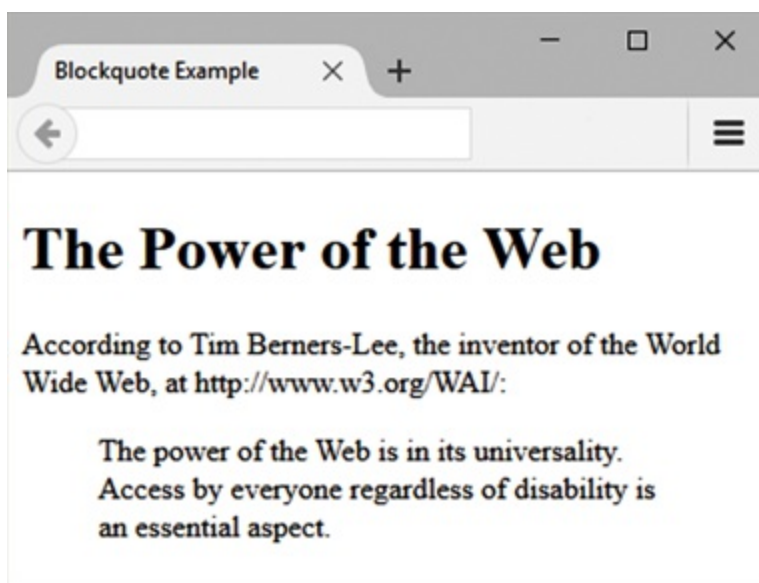 Blockquote Example
The Power of the Web
According to Tim Berners-Lee, the inventor of the World
Wide Web, at http://www.w3.org/WAI/:
The power of the Web is in its universality.
Access by everyone regardless of disability is
an essential aspect.